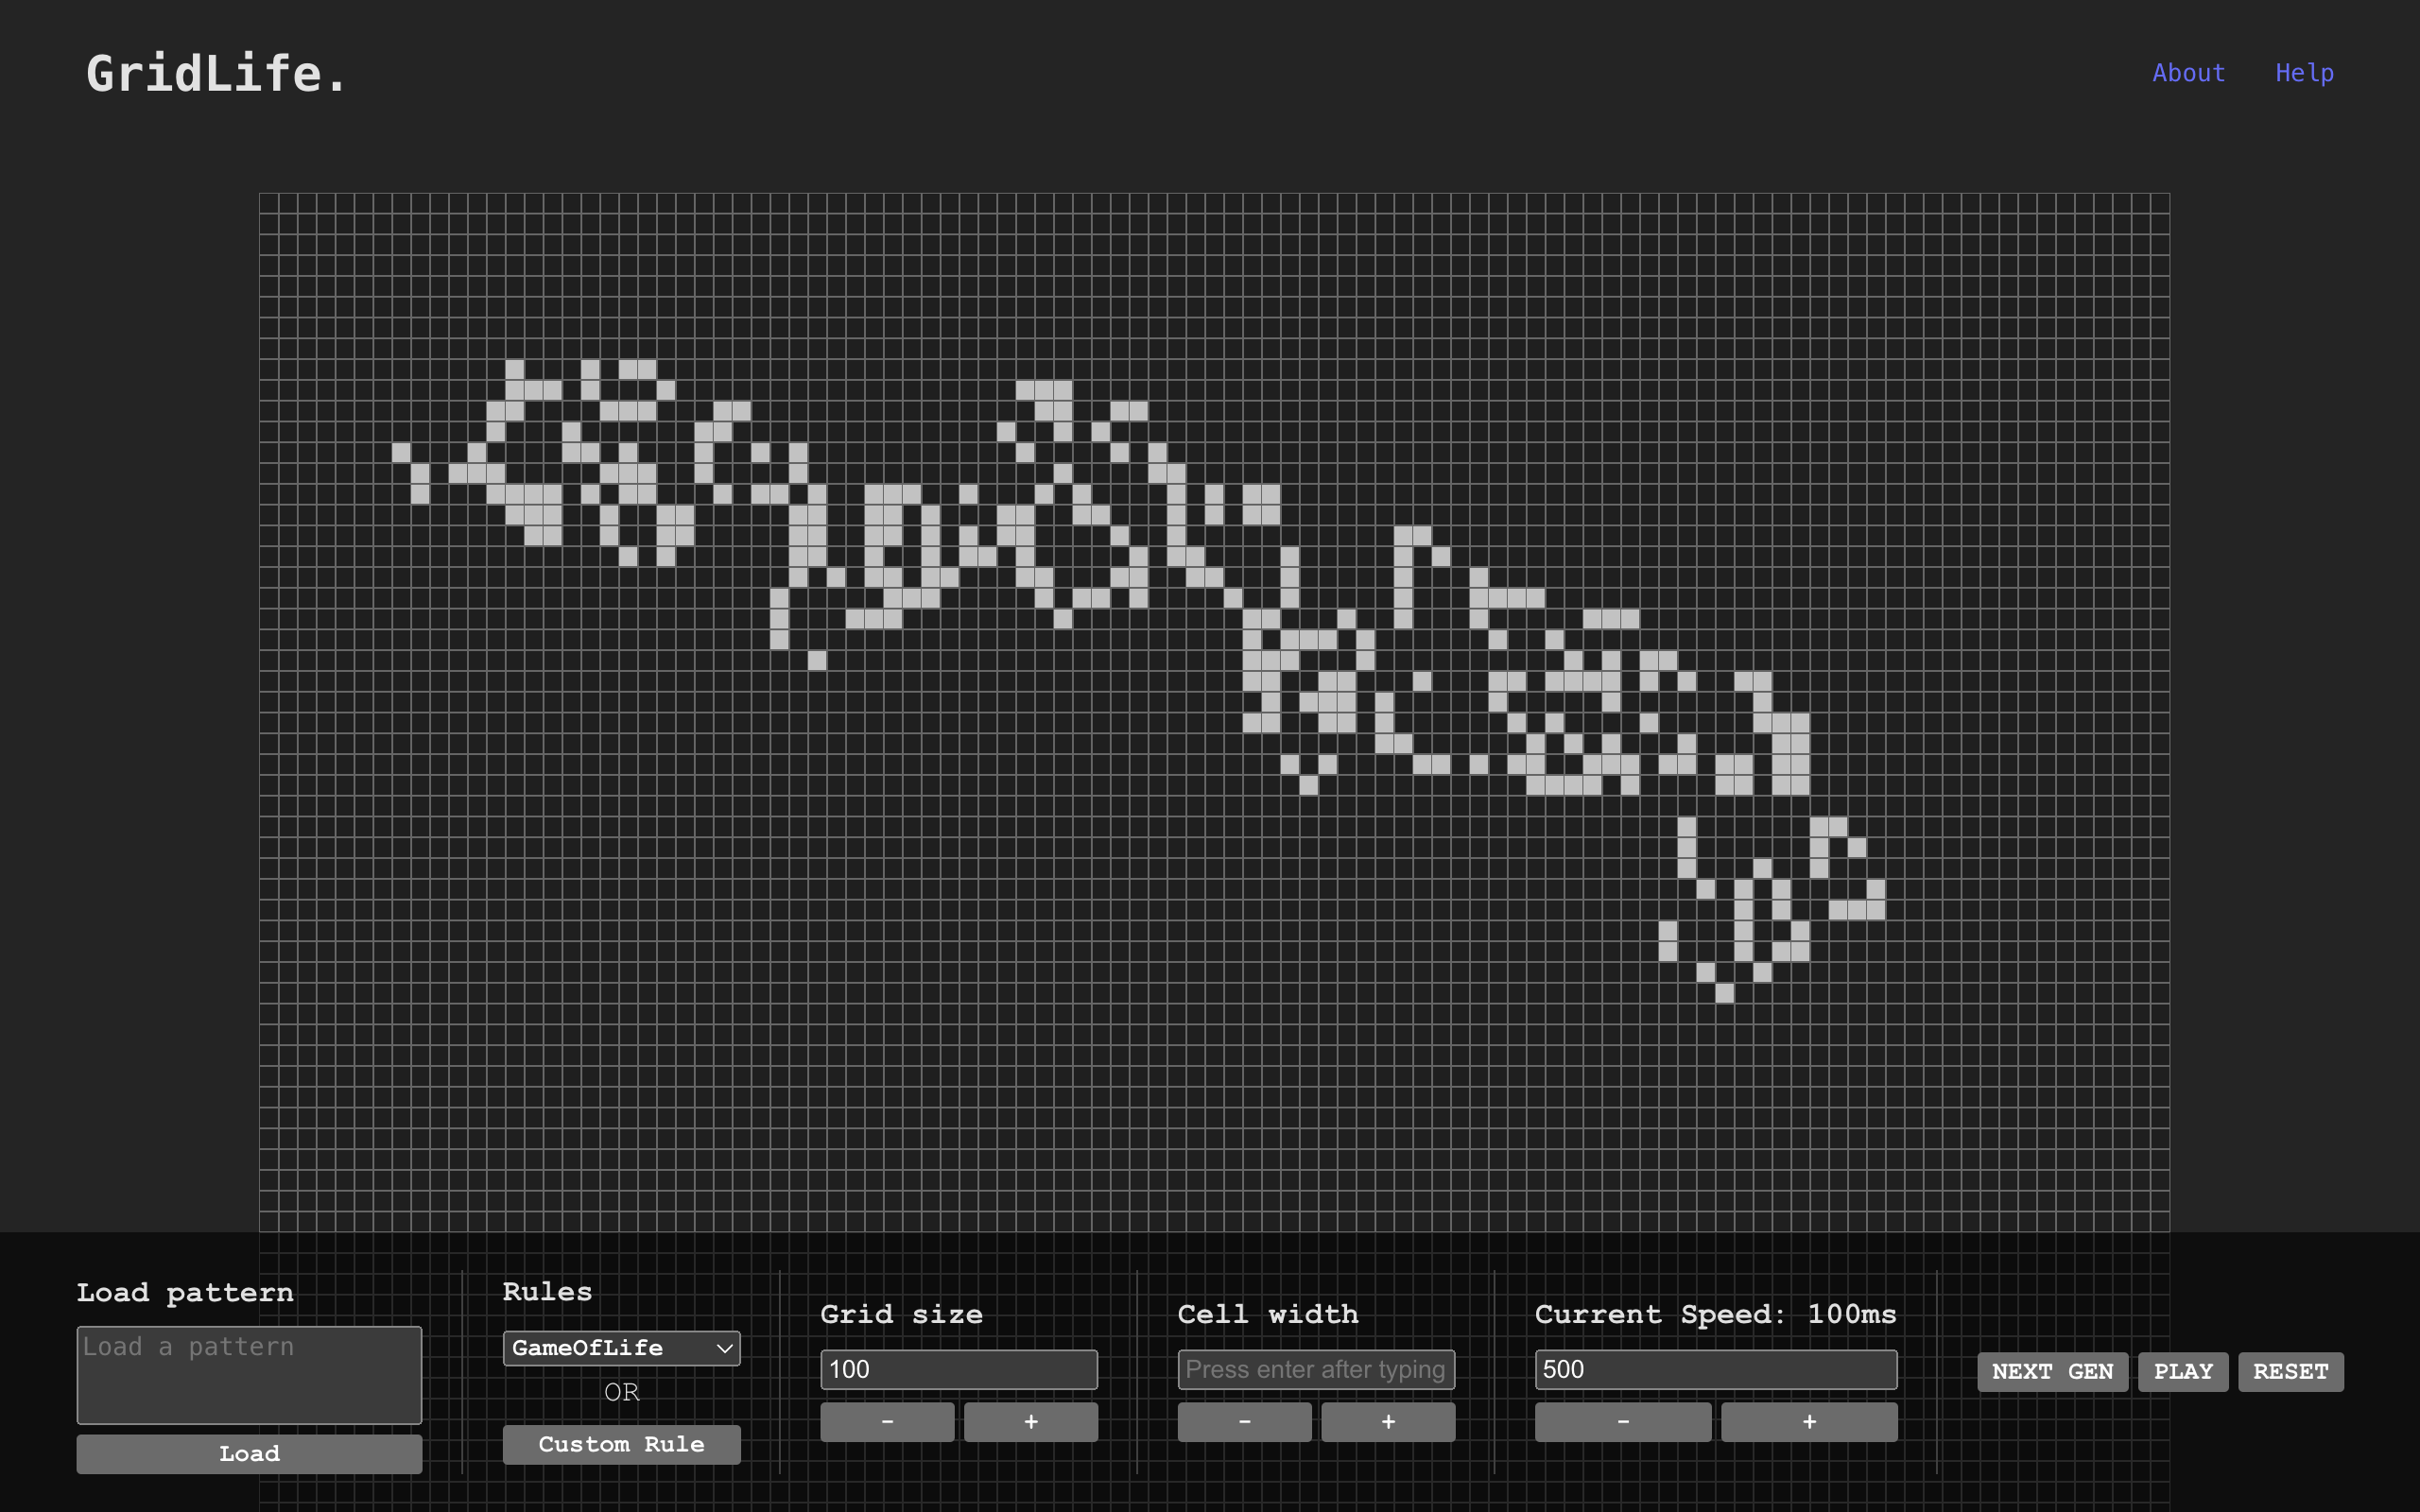 GridLife.
About Help
Load pattern
Load a pattern
Load
Rules
GameOfLife
OR
Custom Rule
Grid size
100
- +
Cell width
Press enter after typing
- +
Current Speed: 100ms
500
- +
NEXT GEN PLAY RESET